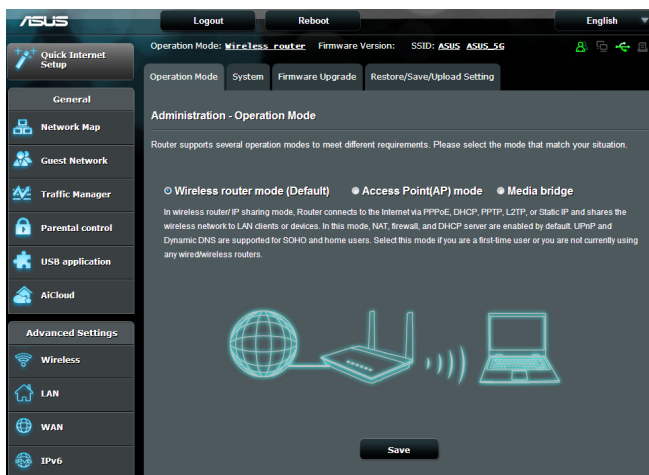 ASUS
Logout
Reboot
English
Operation Mode: Wireless router Firmware Version: SSID: ASUS ASUS_5G
Quick Internet
Setup
Operation Mode
System
Firmware Upgrade
Restore/Save/Upload Setting
General
Network Map
Guest Network
Traffic Manager
Parental control
USB application
AiCloud
Advanced Settings
Wireless
LAN
WAN
IPv6
Administration - Operation Mode
Router supports several operation modes to meet different requirements. Please select the mode that match your situation.
Wireless router mode (Default)
Access Point(AP) mode
Media bridge
In wireless router/ IP sharing mode, Router connects to the Internet via PPPoE, DHCP, PPTP, L2TP, or Static IP and shares the
wireless network to LAN clients or devices. In this mode, NAT, firewall, and DHCP server are enabled by default. UPnP and
Dynamic DNS are supported for SOHO and home users. Select this mode if you are a first-time user or you are not currently using
any wired/wireless routers.
Save